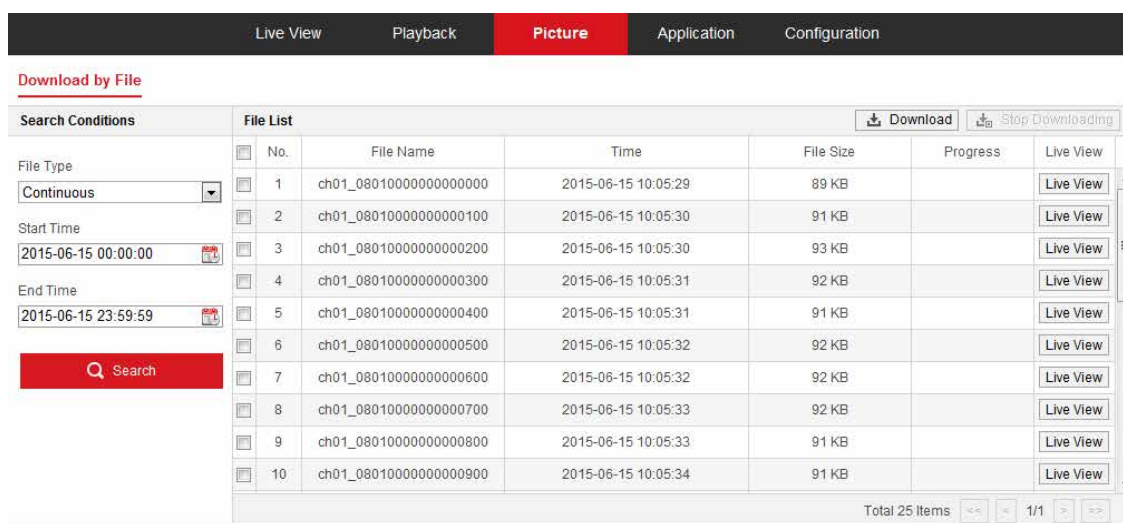 Live View Playback Picture Application Configuration
Download by File
Search Conditions
File Type
Continuous
Start Time
2015-06-15 00:00:00
End Time
2015-06-15 23:59:59
Search
File List Download Stop Downloading
No. File Name Time File Size Progress Live View
1 ch01_08010000000000000 2015-06-15 10:05:29 89 KB Live View
2 ch01_08010000000000100 2015-06-15 10:05:30 91 KB Live View
3 ch01_08010000000000200 2015-06-15 10:05:30 93 KB Live View
4 ch01_08010000000000300 2015-06-15 10:05:31 92 KB Live View
5 ch01_08010000000000400 2015-06-15 10:05:31 91 KB Live View
6 ch01_08010000000000500 2015-06-15 10:05:32 92 KB Live View
7 ch01_08010000000000600 2015-06-15 10:05:32 92 KB Live View
8 ch01_08010000000000700 2015-06-15 10:05:33 92 KB Live View
9 ch01_08010000000000800 2015-06-15 10:05:33 91 KB Live View
10 ch01_08010000000000900 2015-06-15 10:05:34 91 KB Live View
Total 25 Items << < 1/1 > >>